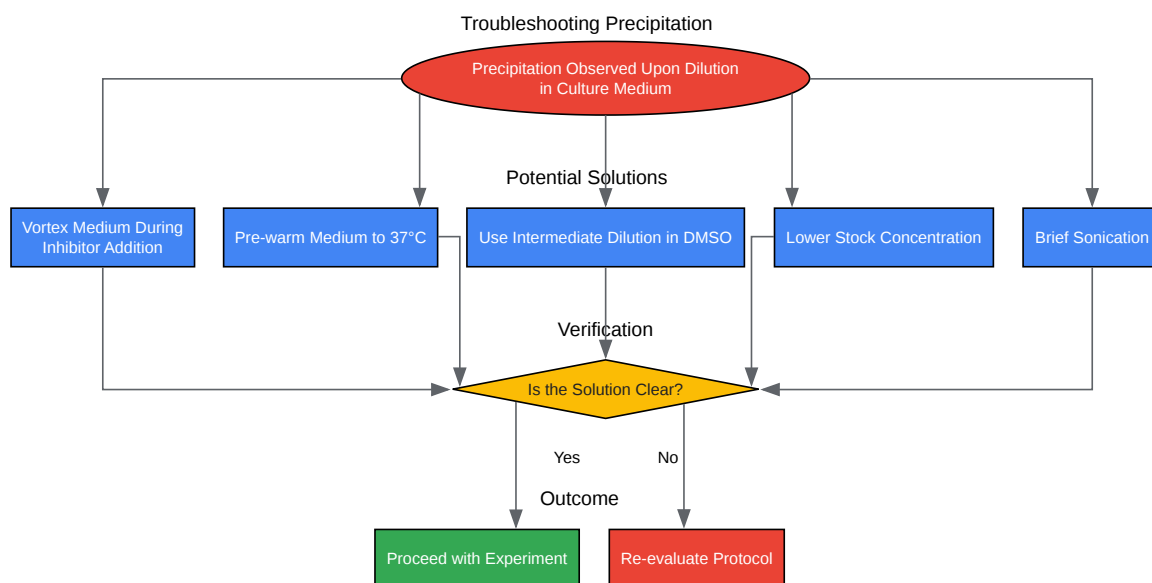 Troubleshooting Precipitation
Precipitation Observed Upon Dilution
in Culture Medium
Potential Solutions
Vortex Medium During
Inhibitor Addition
Pre-warm Medium to 37°C
Use Intermediate Dilution in DMSO
Lower Stock Concentration
Brief Sonication
Verification
Is the Solution Clear?
Yes
No
Outcome
Proceed with Experiment
Re-evaluate Protocol